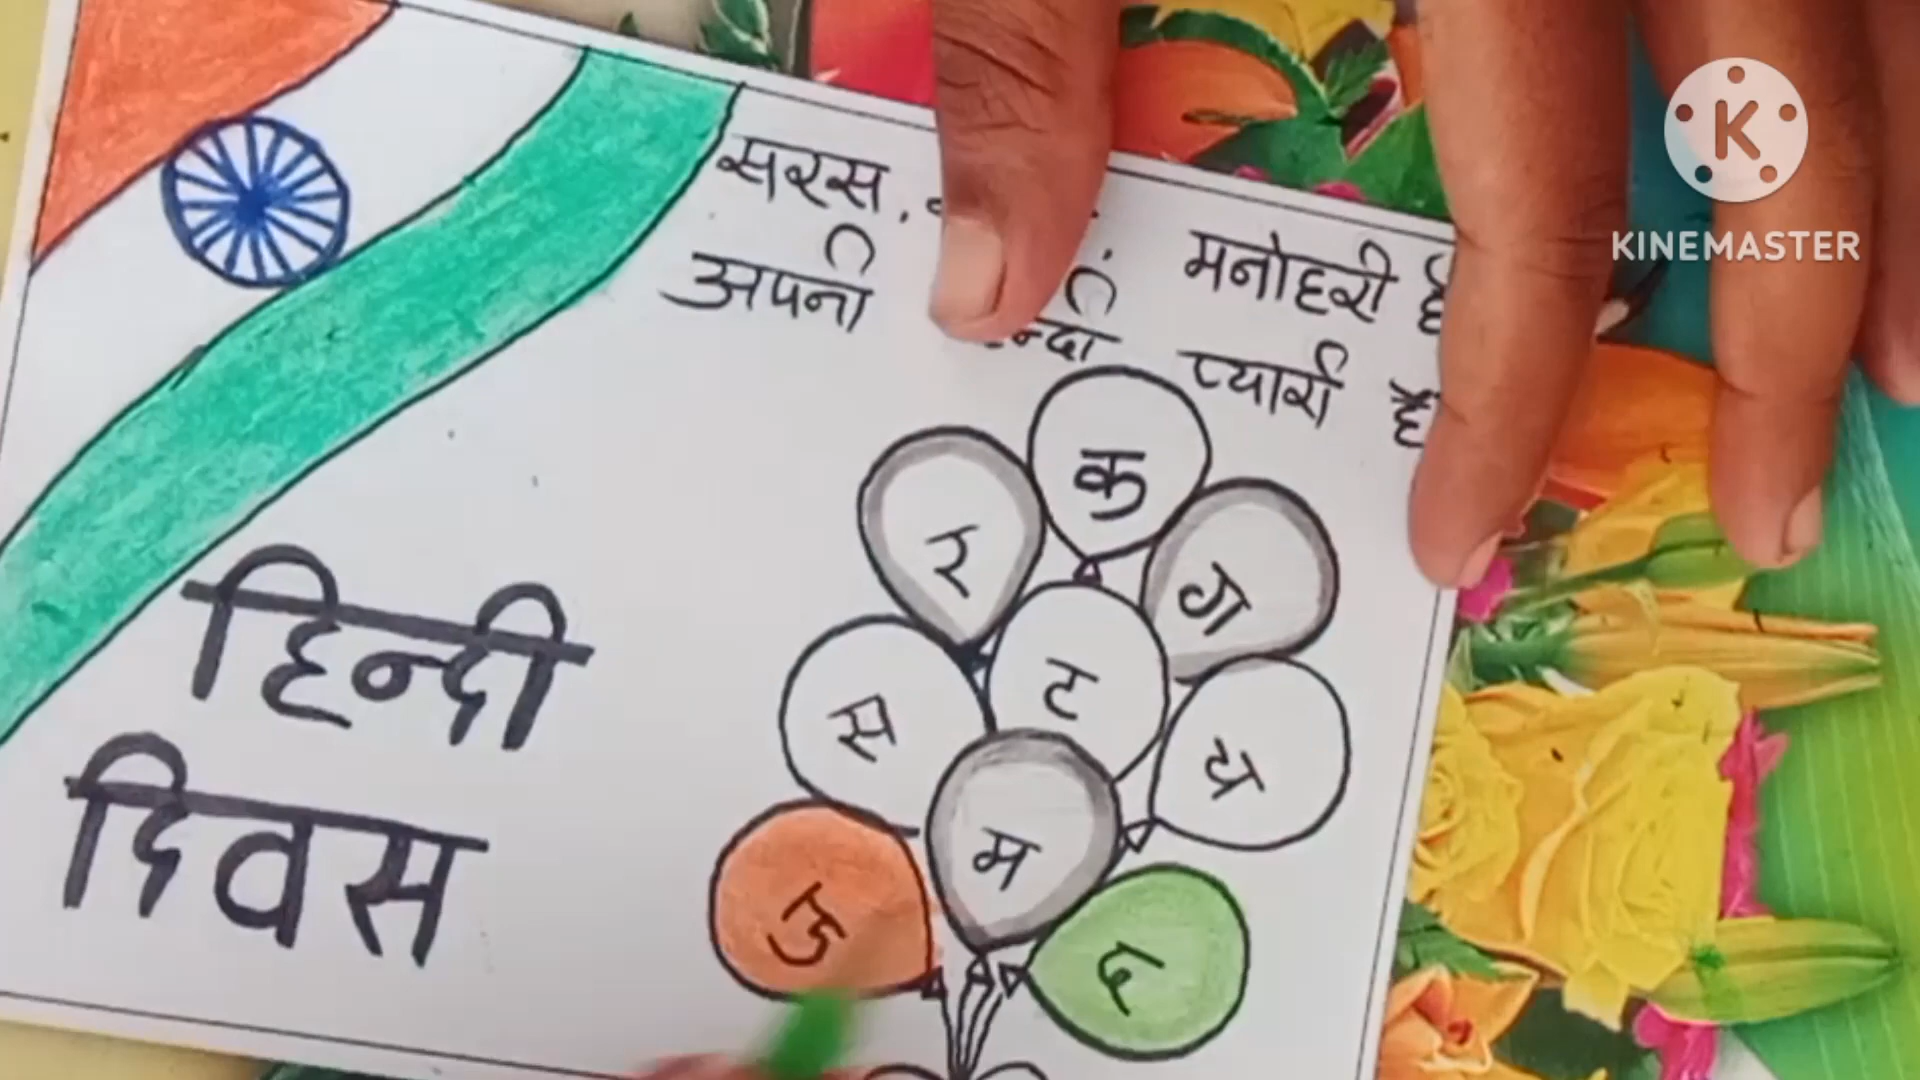 सरस, मनोहरी
अपनी प्यारी है
हिन्दी
दिवस
क
र ग
स ट य
म
ऊ द
K
KINEMASTER